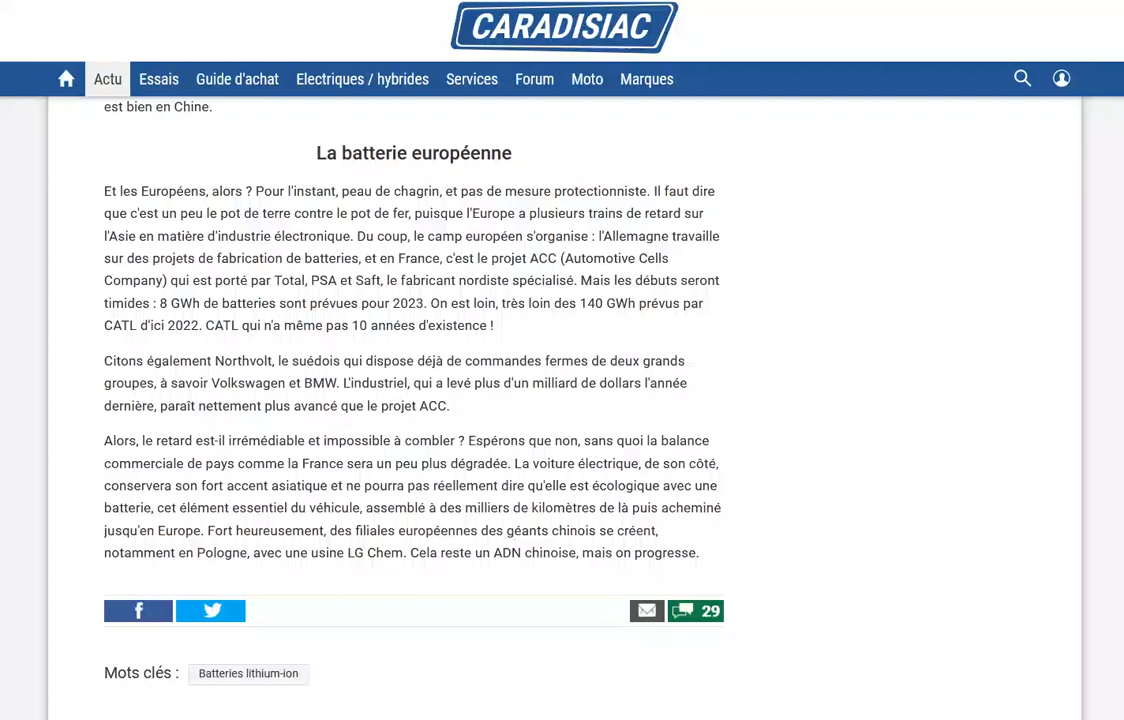 CARADISIAC
Actu Essais Guide d'achat Electriques / hybrides Services Forum Moto Marques
est bien en Chine.
La batterie européenne
Et les Européens, alors ? Pour l'instant, peau de chagrin, et pas de mesure protectionniste. Il faut dire
que c'est un peu le pot de terre contre le pot de fer, puisque l'Europe a plusieurs trains de retard sur
l'Asie en matière d'industrie électronique. Du coup, le camp européen s'organise : l'Allemagne travaille
sur des projets de fabrication de batteries, et en France, c'est le projet ACC (Automotive Cells
Company) qui est porté par Total, PSA et Saft, le fabricant nordiste spécialisé. Mais les débuts seront
timides : 8 GWh de batteries sont prévues pour 2023. On est loin, très loin des 140 GWh prévus par
CATL d'ici 2022. CATL qui n'a même pas 10 années d'existence !
Citons également Northvolt, le suédois qui dispose déjà de commandes fermes de deux grands
groupes, à savoir Volkswagen et BMW. L'industriel, qui a levé plus d'un milliard de dollars l'année
dernière, paraît nettement plus avancé que le projet ACC.
Alors, le retard est-il irrémédiable et impossible à combler ? Espérons que non, sans quoi la balance
commerciale de pays comme la France sera un peu plus dégradée. La voiture électrique, de son côté,
conservera son fort accent asiatique et ne pourra pas réellement dire qu'elle est écologique avec une
batterie, cet élément essentiel du véhicule, assemblé à des milliers de kilomètres de là puis acheminé
jusqu'en Europe. Fort heureusement, des filiales européennes des géants chinois se créent,
notamment en Pologne, avec une usine LG Chem. Cela reste un ADN chinoise, mais on progresse.
29
Mots clés : Batteries lithium-ion